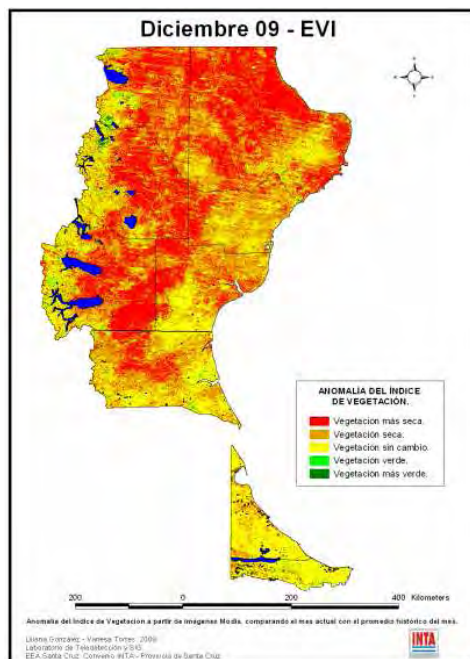 Diciembre 09 - EVI
ANOMALÍA DEL ÍNDICE
DE VEGETACIÓN.
Vegetación más seca.
Vegetación seca.
Vegetación sin cambio.
Vegetación verde.
Vegetación más verde.
200
0
200
400
Kilometers
Anomalía del Índice de Vegetación a partir de imágenes Modis, comparando el mes actual con el promedio histórico del mes.
Liliana González - Vanesa Torres 2009
Laboratorio de Teledetección y SIG
EEA Santa Cruz. Convenio INTA - Provincia de Santa Cruz
INTA